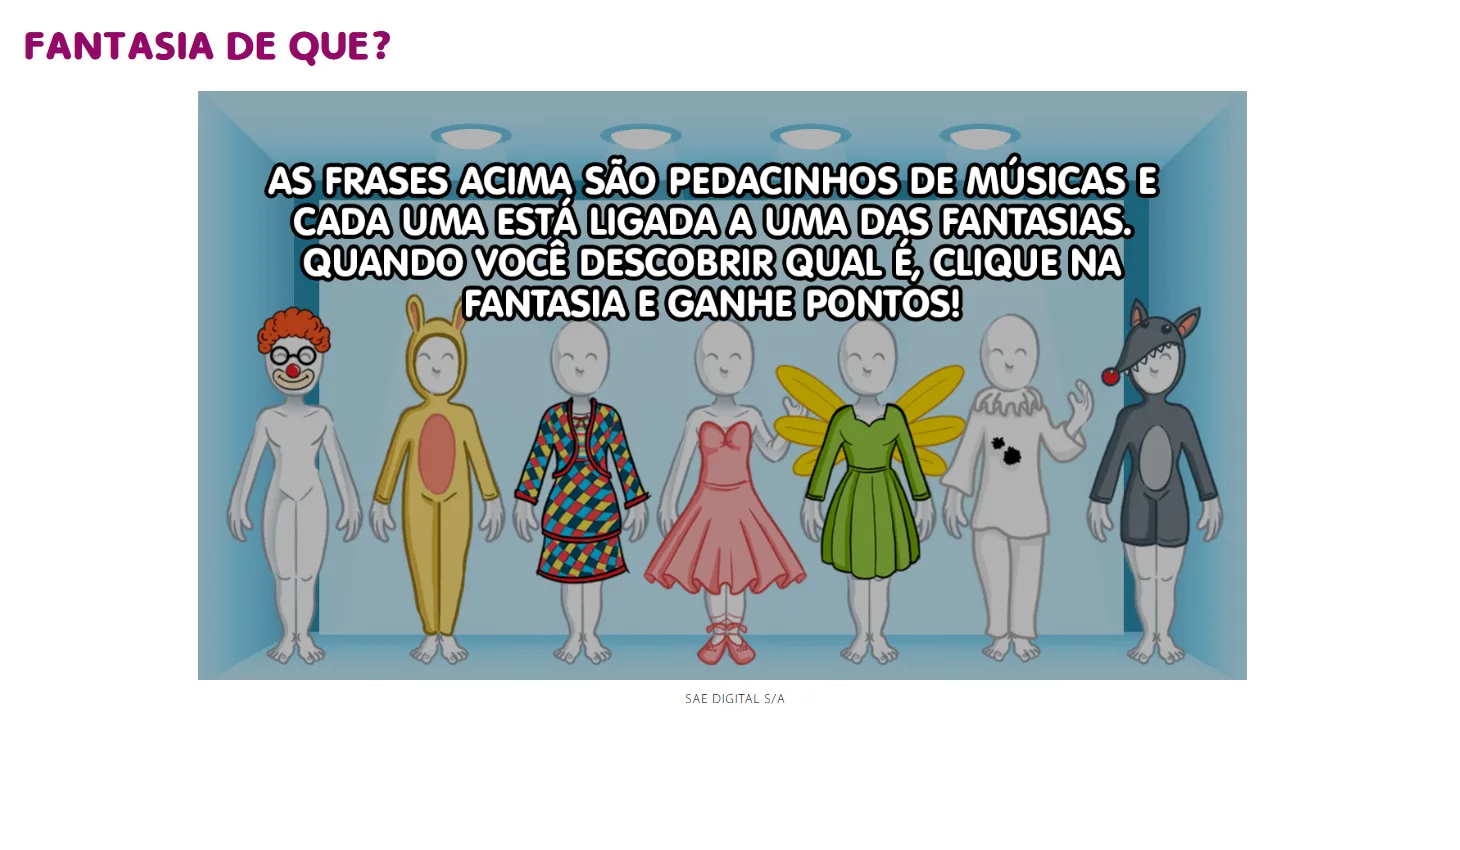 FANTASIA DE QUE?
AS FRASES ACIMA SÃO PEDACINHOS DE MÚSICAS E
CADA UMA ESTÁ LIGADA A UMA DAS FANTASIAS.
QUANDO VOCÊ DESCOBRIR QUAL É, CLIQUE NA
FANTASIA E GANHE PONTOS!
SAE DIGITAL S/A